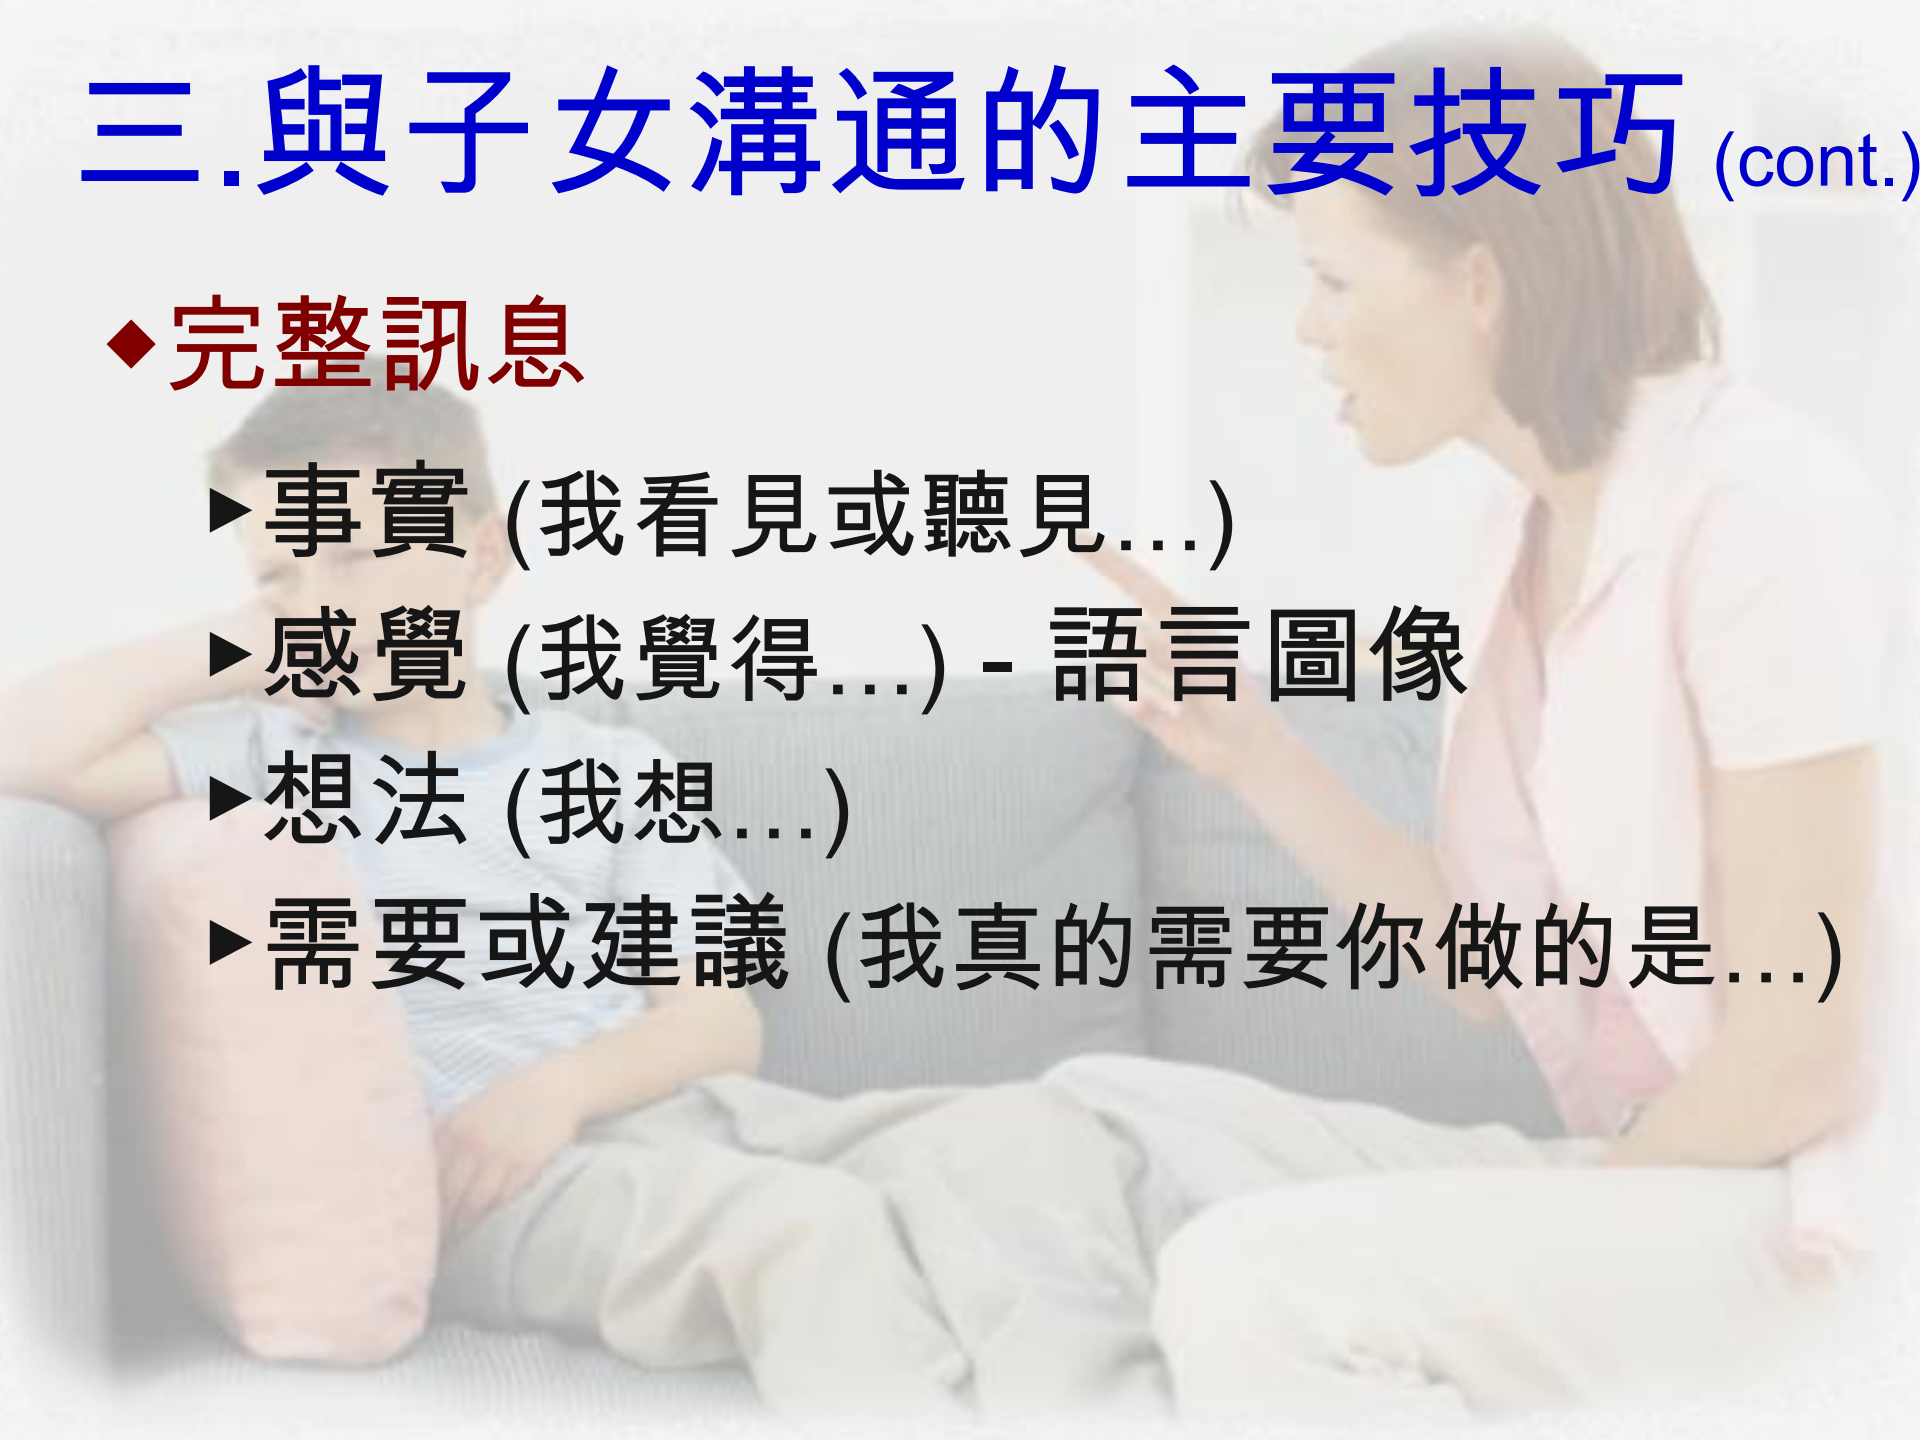 三.與子女溝通的主要技巧 (cont.)
◆完整訊息
►事實 (我看見或聽見…)
►感覺 (我覺得…) - 語言圖像
►想法 (我想…)
►需要或建議 (我真的需要你做的是…)